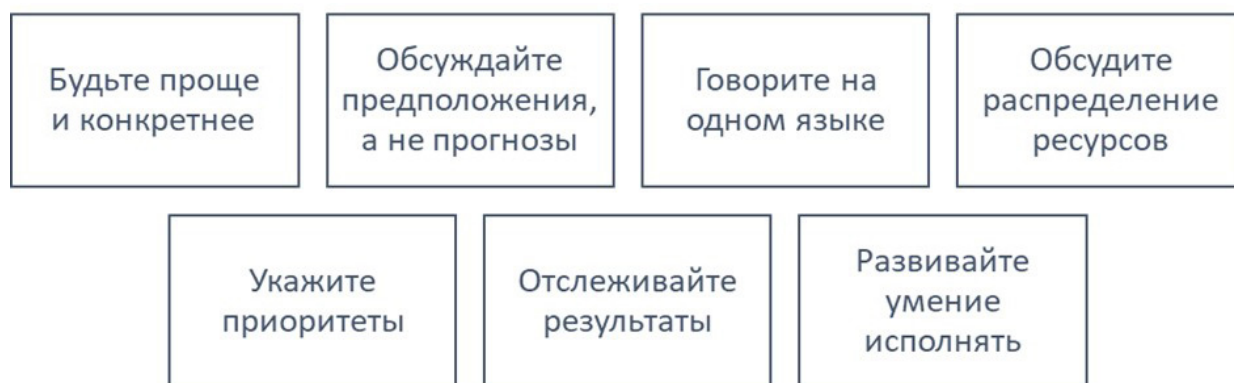 Будьте проще
и конкретнее
Обсуждайте
предположения,
а не прогнозы
Говорите на
одном языке
Обсудите
распределение
ресурсов
Укажите
приоритеты
Отслеживайте
результаты
Развивайте
умение
исполнять